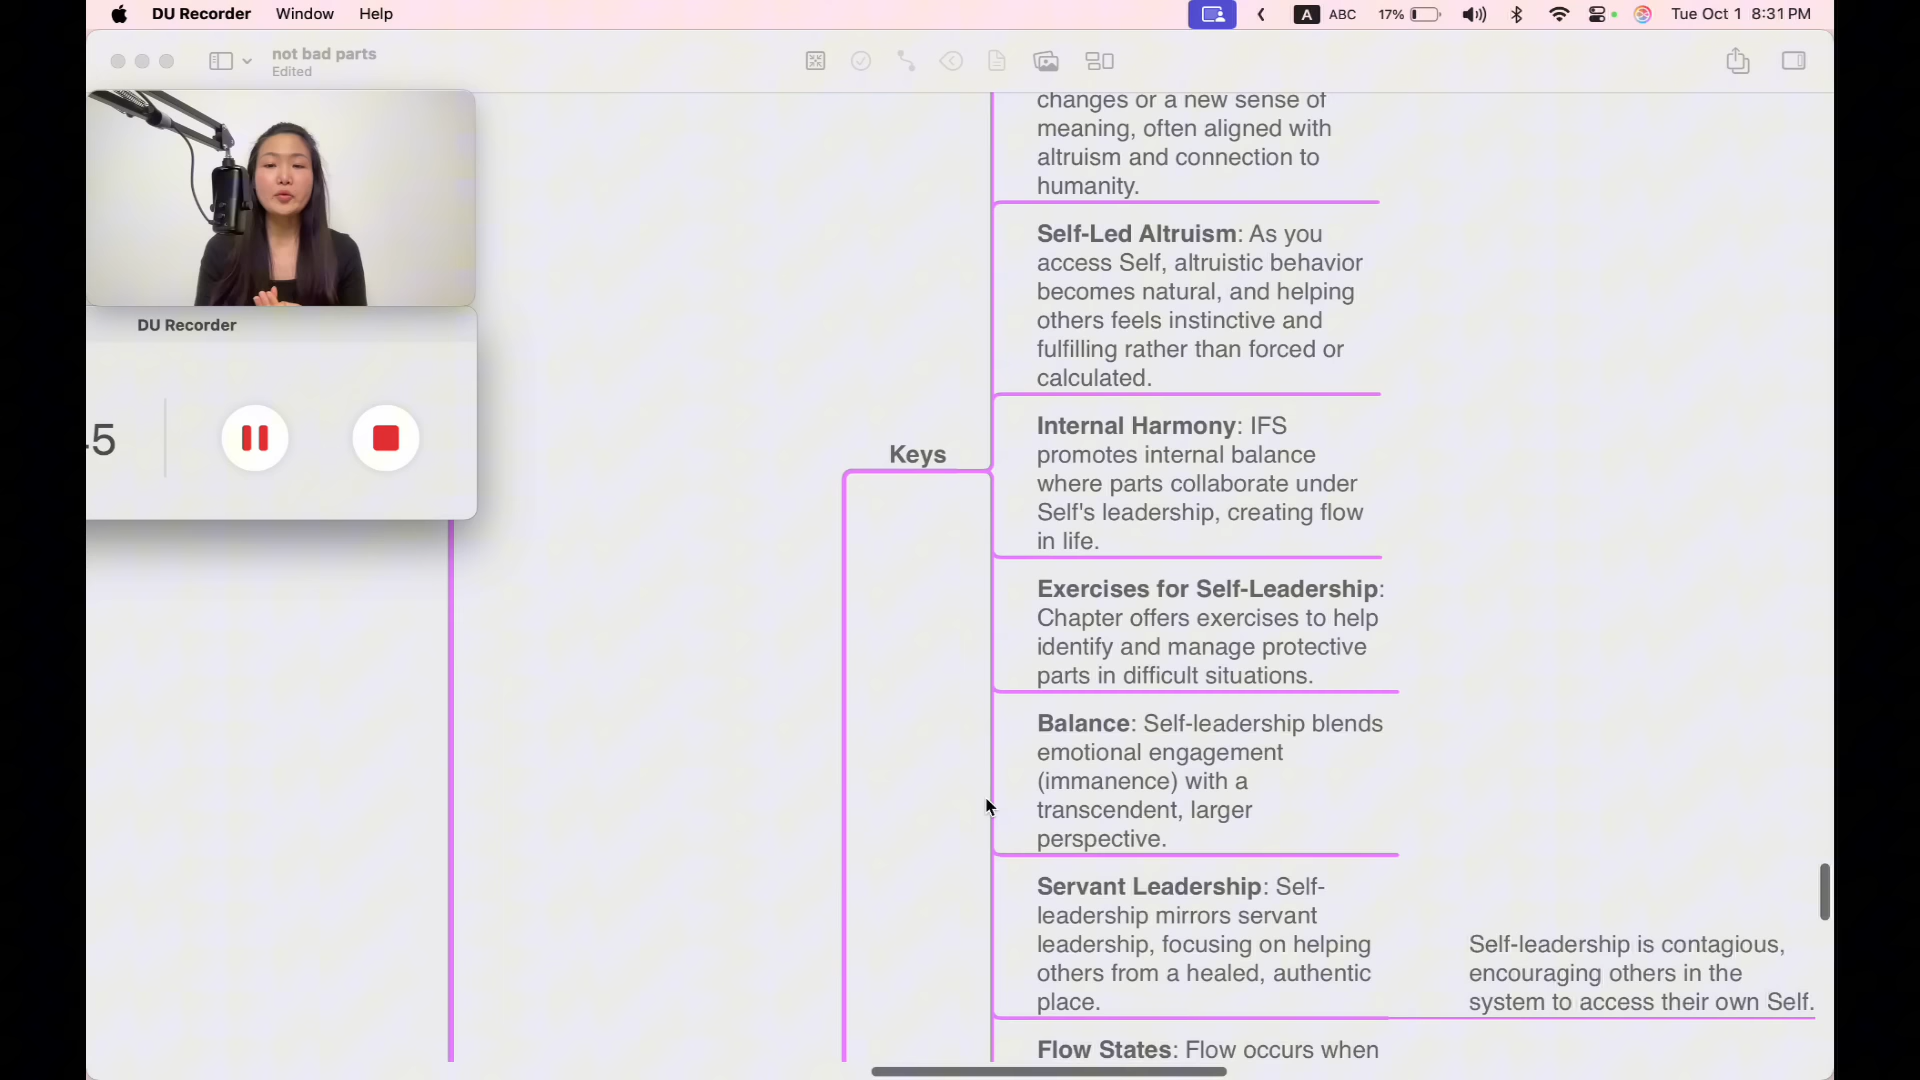 DU Recorder Window Help
A ABC 17% Tue Oct 1 8:31 PM
not bad parts
Edited
DU Recorder
45
Keys
changes or a new sense of
meaning, often aligned with
altruism and connection to
humanity.
Self-Led Altruism: As you
access Self, altruistic behavior
becomes natural, and helping
others feels instinctive and
fulfilling rather than forced or
calculated.
Internal Harmony: IFS
promotes internal balance
where parts collaborate under
Self's leadership, creating flow
in life.
Exercises for Self-Leadership:
Chapter offers exercises to help
identify and manage protective
parts in difficult situations.
Balance: Self-leadership blends
emotional engagement
(immanence) with a
transcendent, larger
perspective.
Servant Leadership: Self-
leadership mirrors servant
leadership, focusing on helping
others from a healed, authentic
place.
Self-leadership is contagious,
encouraging others in the
system to access their own Self.
Flow States: Flow occurs when